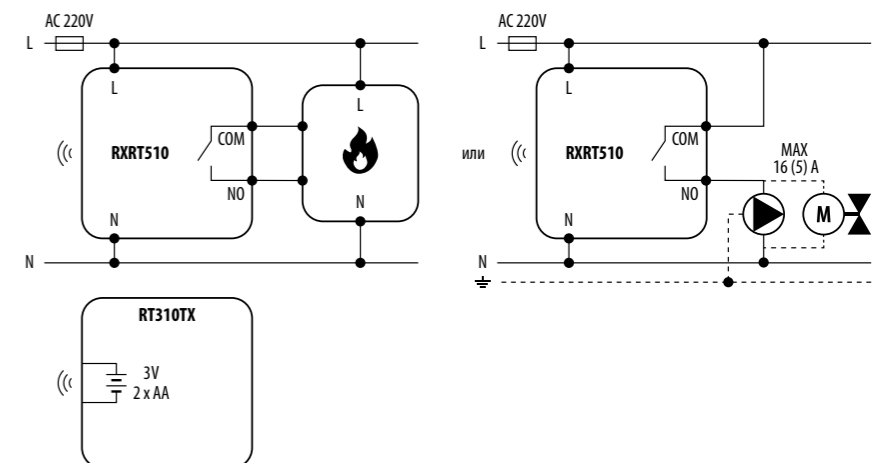 AC 220V
L
L
RXRT510
COM
NO
N
N
L
N
RT310TX
3V
2 x AA
или
AC 220V
L
L
RXRT510
COM
NO
N
N
MAX
16 (5) A
M